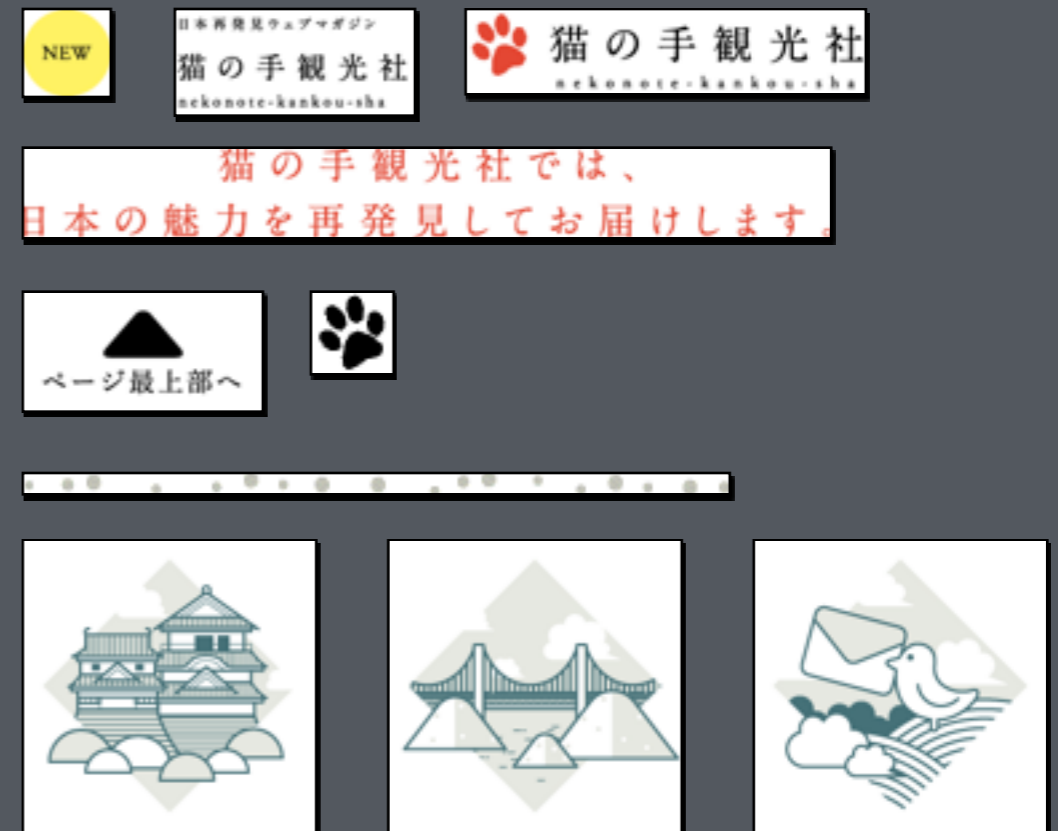 NEW
日本再発見ウェブマガジン
猫の手観光社
nekonote-kankou-sha
猫の手観光社
nekonote-kankou-sha
猫の手観光社では、
日本の魅力を再発見してお届けします。
ページ最上部へ